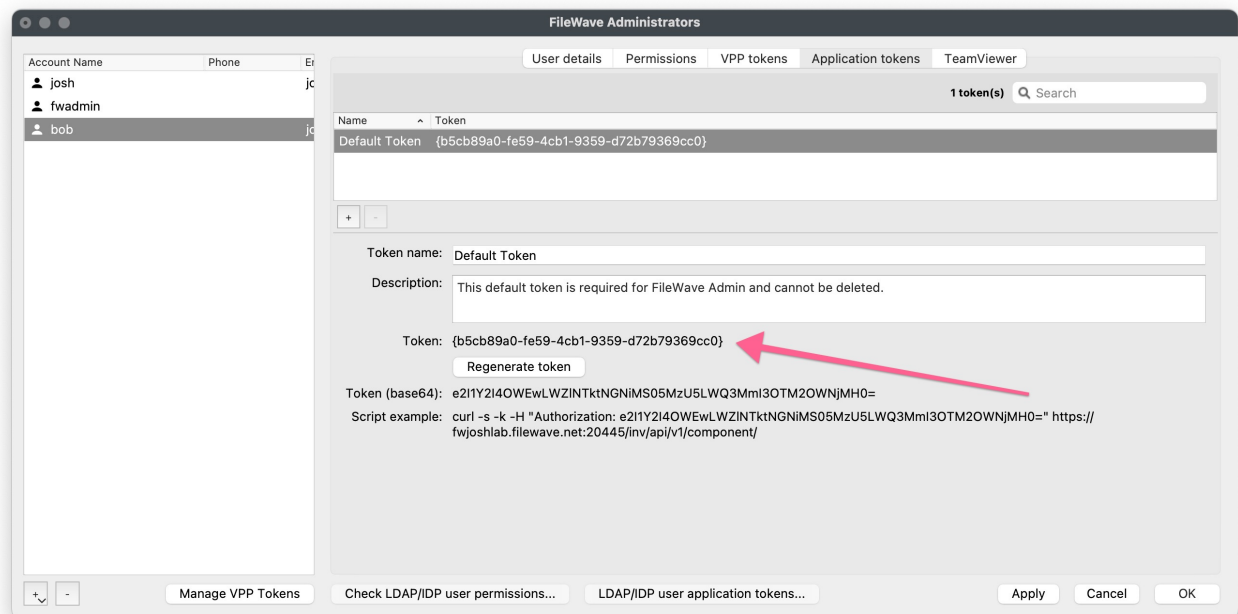 FileWave Administrators
User details Permissions VPP tokens Application tokens TeamViewer
Account Name Phone
josh
fwadmin
bob
1 token(s) Search
Name Token
Default Token {b5cb89a0-fe59-4cb1-9359-d72b79369cc0}
+ -
Token name: Default Token
Description: This default token is required for FileWave Admin and cannot be deleted.
Token: {b5cb89a0-fe59-4cb1-9359-d72b79369cc0}
Regenerate token
Token (base64): e2I1Y2I4OWEwLWZlNTktNGNiMS05MzU5LWQ3MmI3OTM2OWNjMH0=
Script example: curl -s -k -H "Authorization: e2I1Y2I4OWEwLWZlNTktNGNiMS05MzU5LWQ3MmI3OTM2OWNjMH0=" https://
fwjoshlab.filewave.net:20445/inv/api/v1/component/
+ - Manage VPP Tokens Check LDAP/IDP user permissions... LDAP/IDP user application tokens... Apply Cancel OK